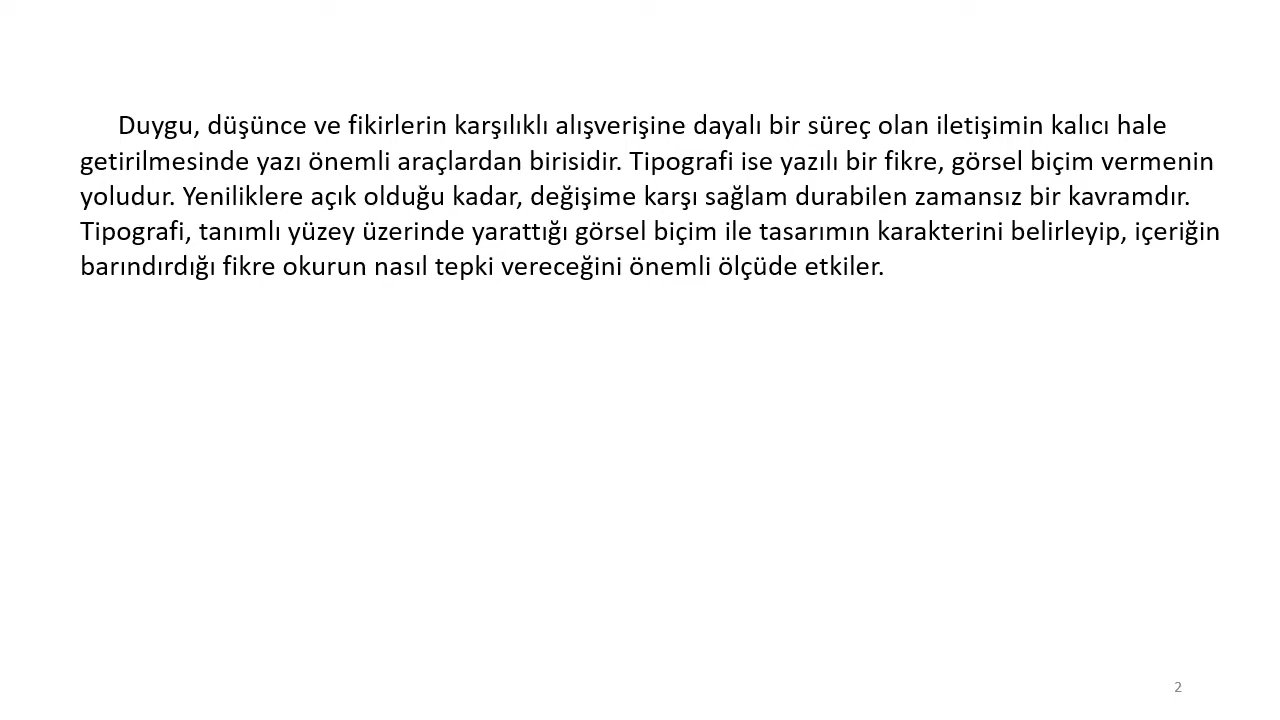 Duygu, düşünce ve fikirlerin karşılıklı alışverişine dayalı bir süreç olan iletişimin kalıcı hale
getirilmesinde yazı önemli araçlardan birisidir. Tipografi ise yazılı bir fikre, görsel biçim vermenin
yoludur. Yeniliklere açık olduğu kadar, değişime karşı sağlam durabilen zamansız bir kavramdır.
Tipografi, tanımlı yüzey üzerinde yarattığı görsel biçim ile tasarımın karakterini belirleyip, içeriğin
barındırdığı fikre okurun nasıl tepki vereceğini önemli ölçüde etkiler.
2